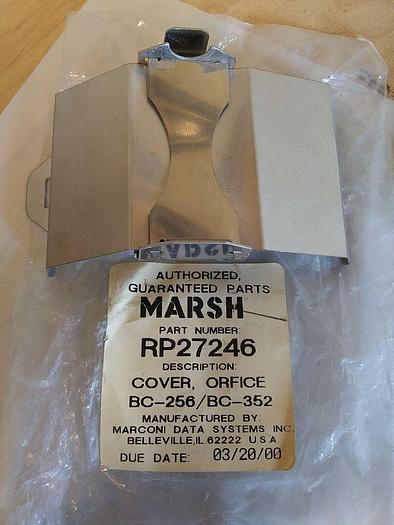 AUTHORIZED,
GUARANTEED PARTS
MARSH
PART NUMBER:
RP27246
DESCRIPTION:
COVER, ORFICE
BC-256/BC-352
MANUFACTURED BY:
MARCONI DATA SYSTEMS INC.
BELLEVILLE,IL 62222 U S A
DUE DATE: 03/20/00